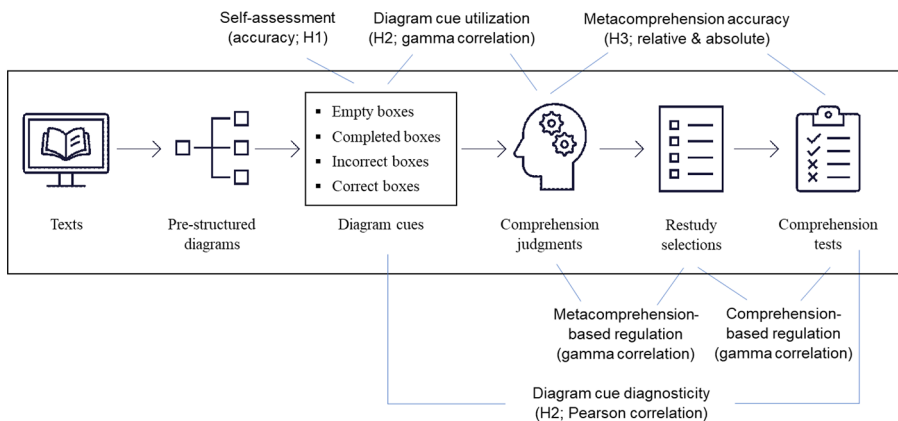 Self-assessment
(accuracy; H1)
Diagram cue utilization
(H2; gamma correlation)
Metacomprehension accuracy
(H3; relative & absolute)
▪ Empty boxes
▪ Completed boxes
▪ Incorrect boxes
▪ Correct boxes
Texts
Pre-structured
diagrams
Diagram cues
Comprehension
judgments
Restudy
selections
Comprehension
tests
Metacomprehension-
based regulation
(gamma correlation)
Comprehension-
based regulation
(gamma correlation)
Diagram cue diagnosticity
(H2; Pearson correlation)